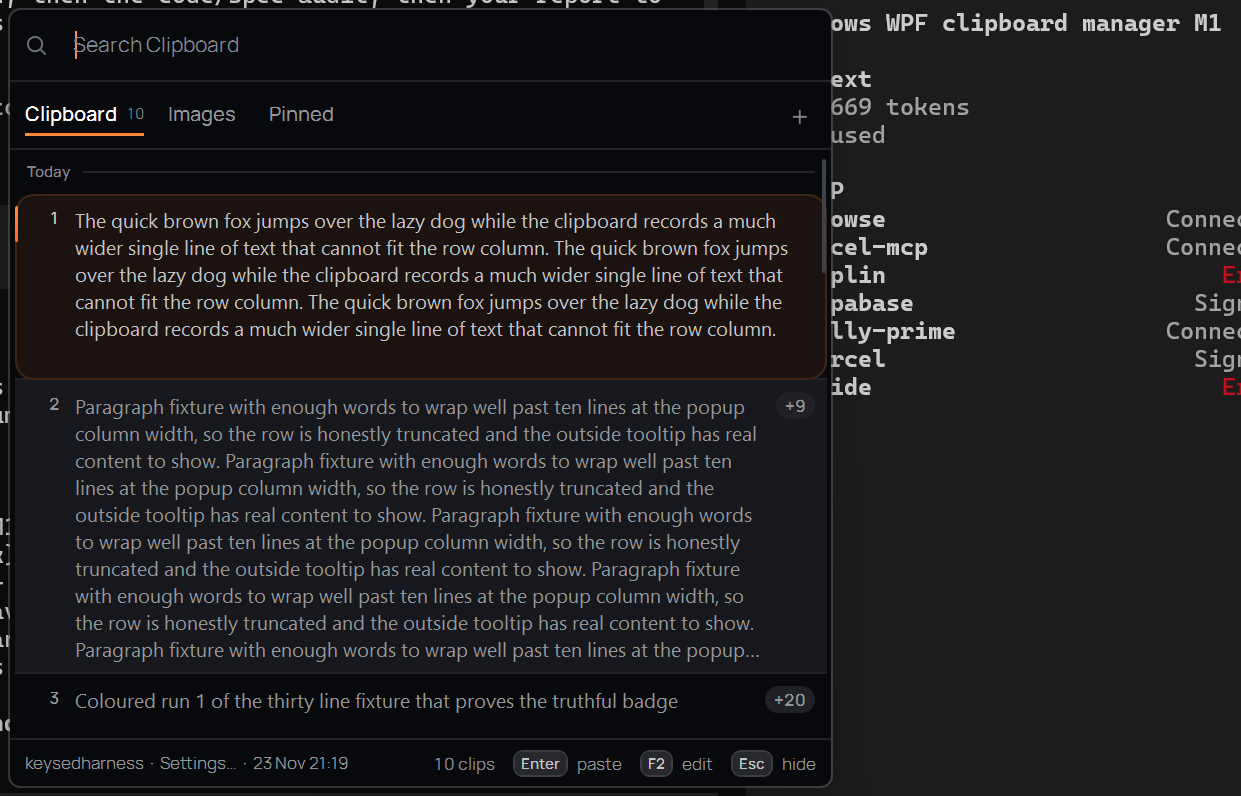 then the code/spec audit, then your report to
Search Clipboard
Clipboard 10 Images Pinned +
Today
1 The quick brown fox jumps over the lazy dog while the clipboard records a much
wider single line of text that cannot fit the row column. The quick brown fox jumps
over the lazy dog while the clipboard records a much wider single line of text that
cannot fit the row column. The quick brown fox jumps over the lazy dog while the
clipboard records a much wider single line of text that cannot fit the row column.
2 Paragraph fixture with enough words to wrap well past ten lines at the popup +9
column width, so the row is honestly truncated and the outside tooltip has real
content to show. Paragraph fixture with enough words to wrap well past ten
lines at the popup column width, so the row is honestly truncated and the
outside tooltip has real content to show. Paragraph fixture with enough words
to wrap well past ten lines at the popup column width, so the row is honestly
truncated and the outside tooltip has real content to show. Paragraph fixture
with enough words to wrap well past ten lines at the popup column width, so
the row is honestly truncated and the outside tooltip has real content to show.
Paragraph fixture with enough words to wrap well past ten lines at the popup...
3 Coloured run 1 of the thirty line fixture that proves the truthful badge +20
keysedharness · Settings... · 23 Nov 21:19 10 clips Enter paste F2 edit Esc hide
ows WPF clipboard manager M1
ext
669 tokens
used
p
owse Connec
cel-mcp Connec
plin
pabase Sign
lly-prime Connec
rcel Sign
ide